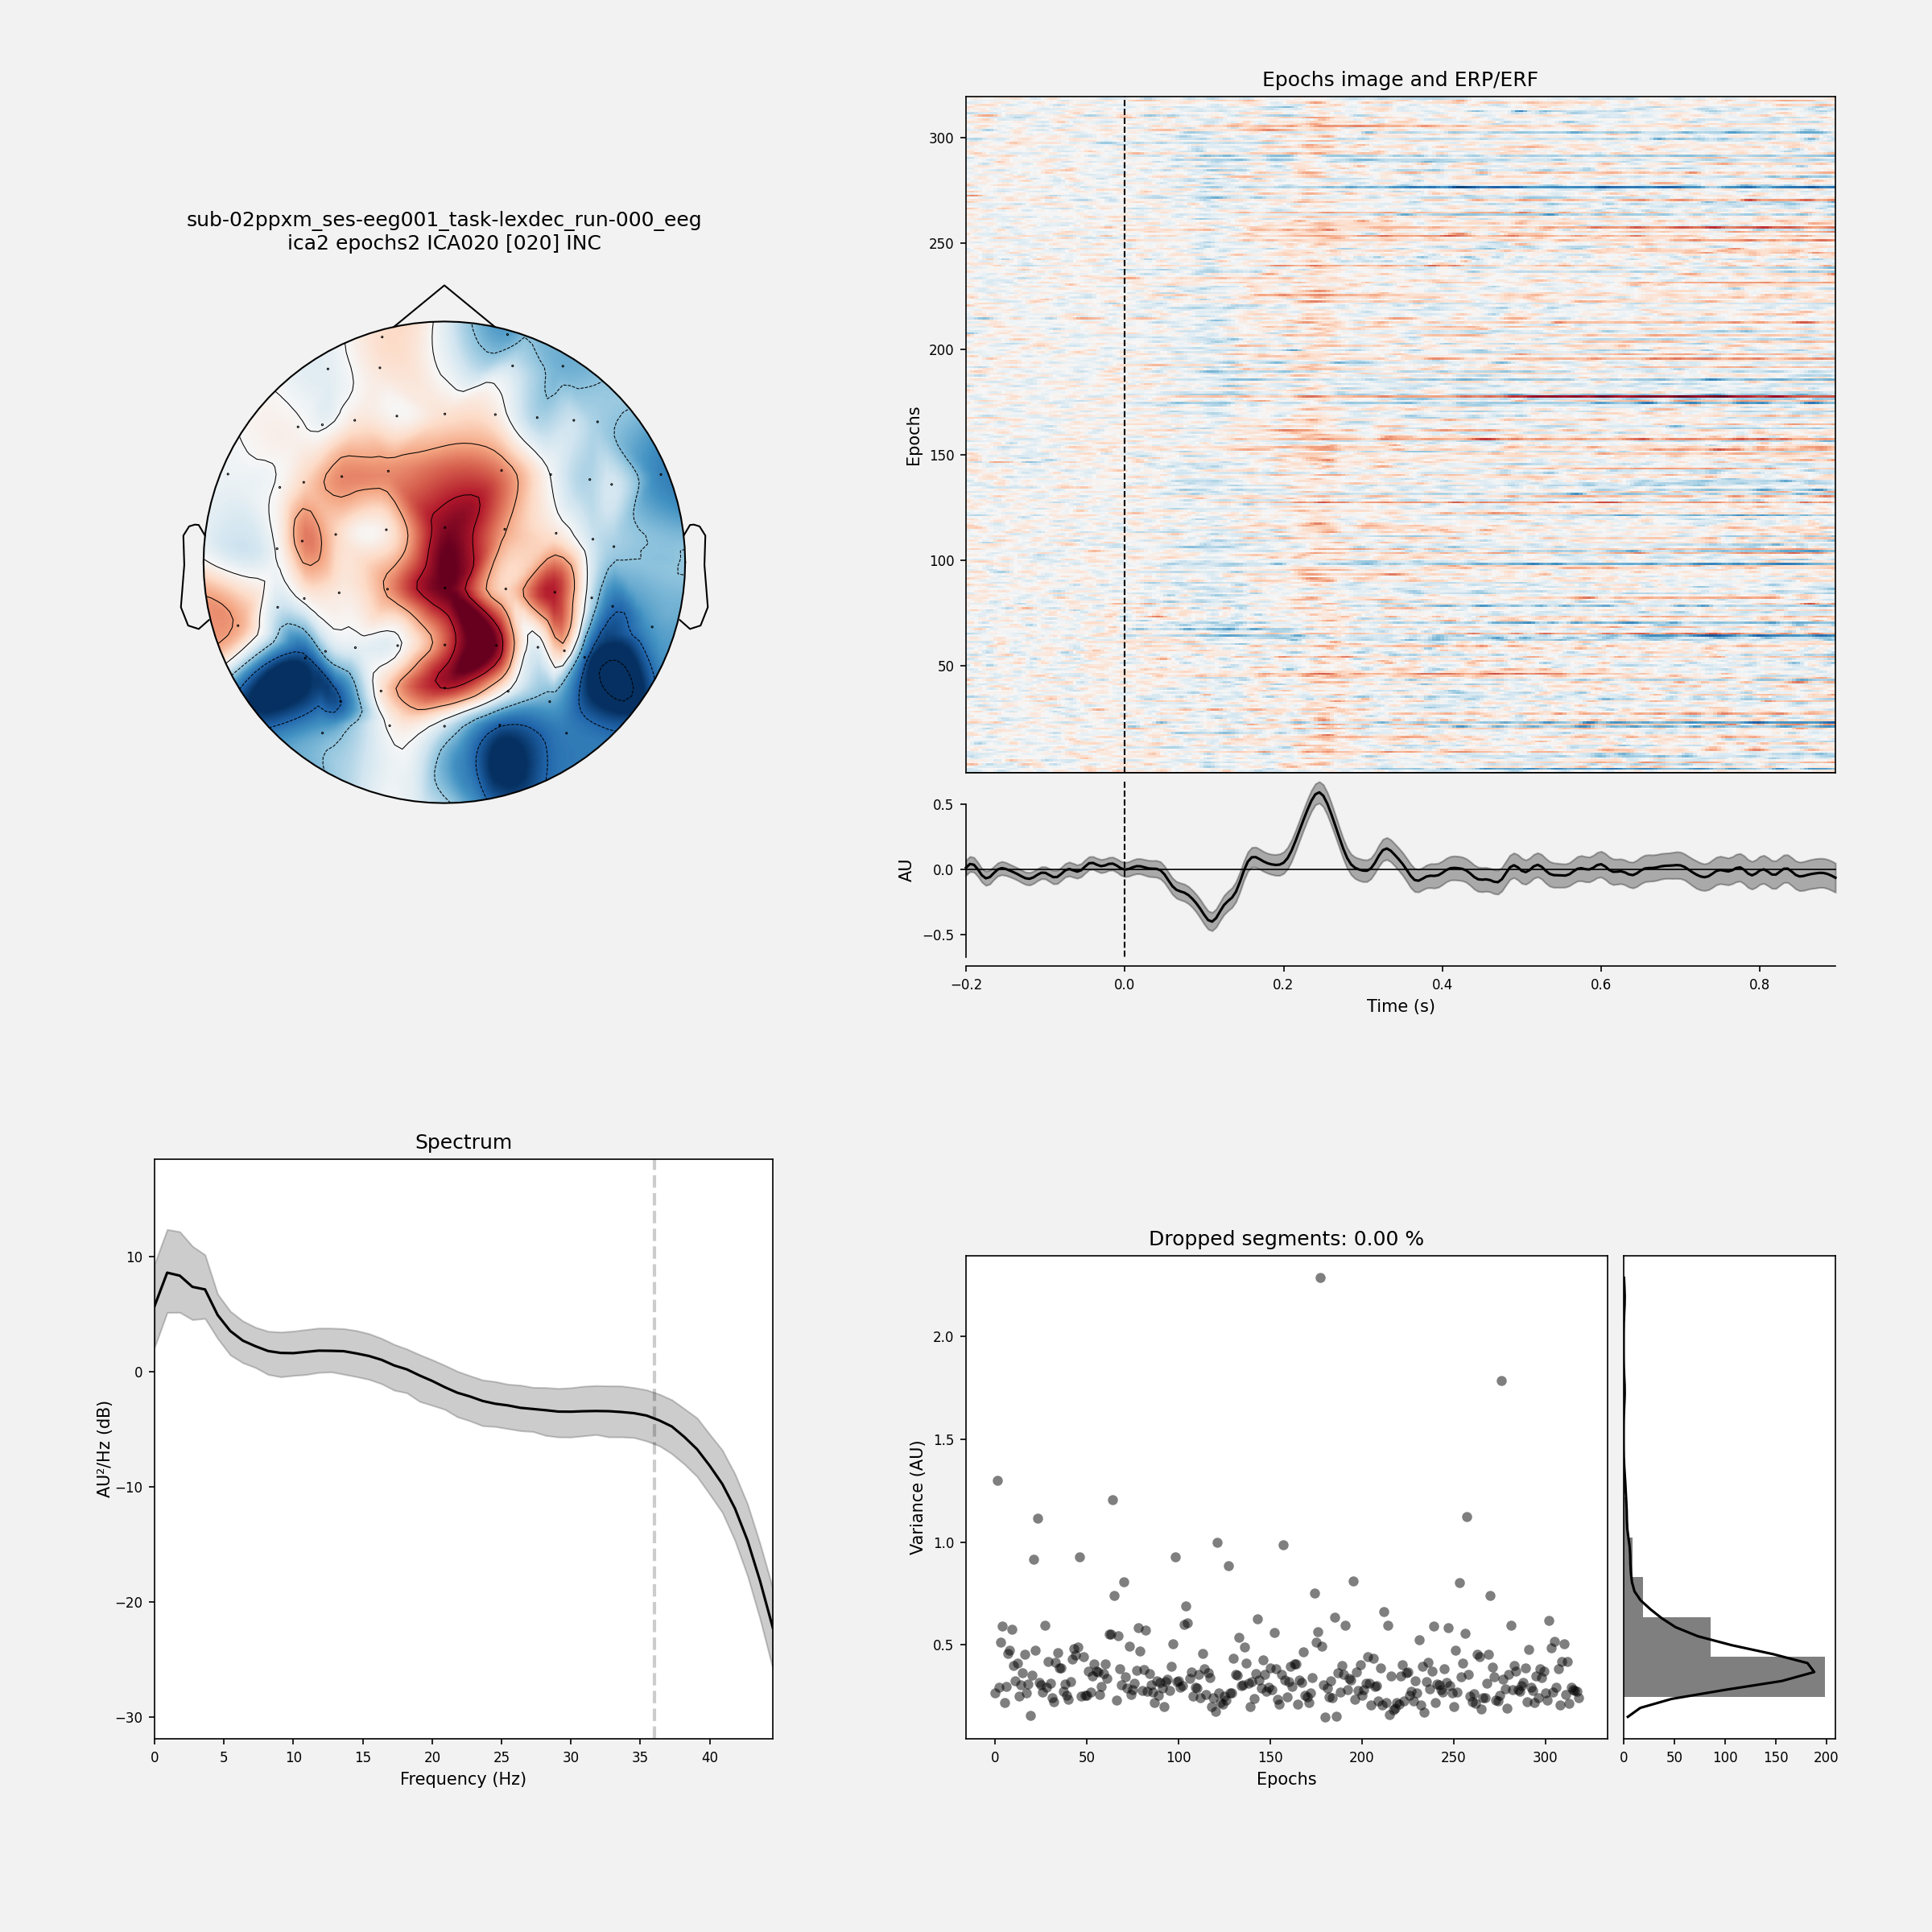 sub-02ppxm_ses-eeg001_task-lexdec_run-000_eeg
ica2 epochs2 ICA020 [020] INC
Epochs image and ERP/ERF
300
250
200
150
100
50
Epochs
0.5
0.0
−0.5
AU
−0.2 0.0 0.2 0.4 0.6 0.8
Time (s)
Spectrum
10
0
−10
−20
−30
AU²/Hz (dB)
0 5 10 15 20 25 30 35 40
Frequency (Hz)
Dropped segments: 0.00 %
2.0
1.5
1.0
0.5
Variance (AU)
0 50 100 150 200 250 300
Epochs
0 50 100 150 200